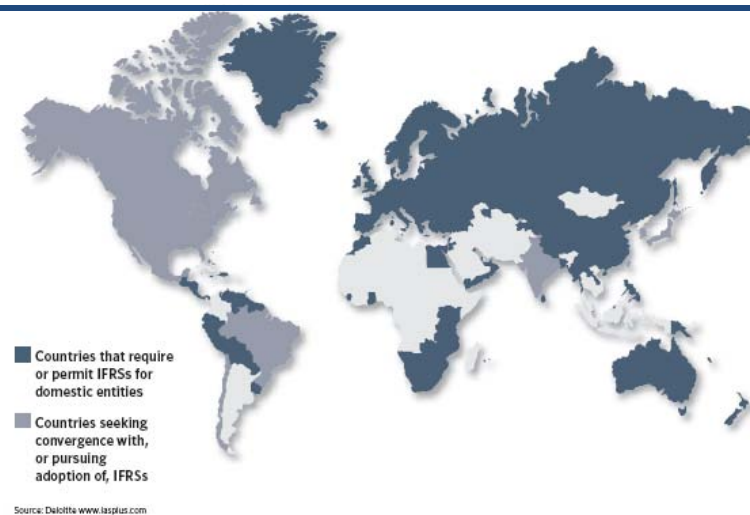 Countries that require
or permit IFRSs for
domestic entities
Countries seeking
convergence with,
or pursuing
adoption of, IFRSs
Source: Deloitte www.iasplus.com